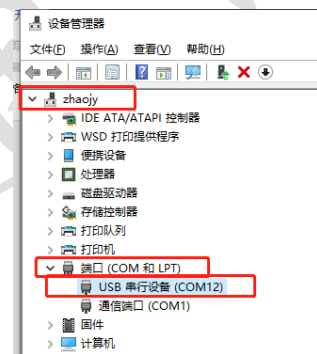 设备管理器
文件(F) 操作(A) 查看(V) 帮助(H)
zhaojy
IDE ATA/ATAPI 控制器
WSD 打印提供程序
便携设备
处理器
磁盘驱动器
存储控制器
打印队列
打印机
端口 (COM 和 LPT)
USB 串行设备 (COM12)
通信端口 (COM1)
固件
计算机